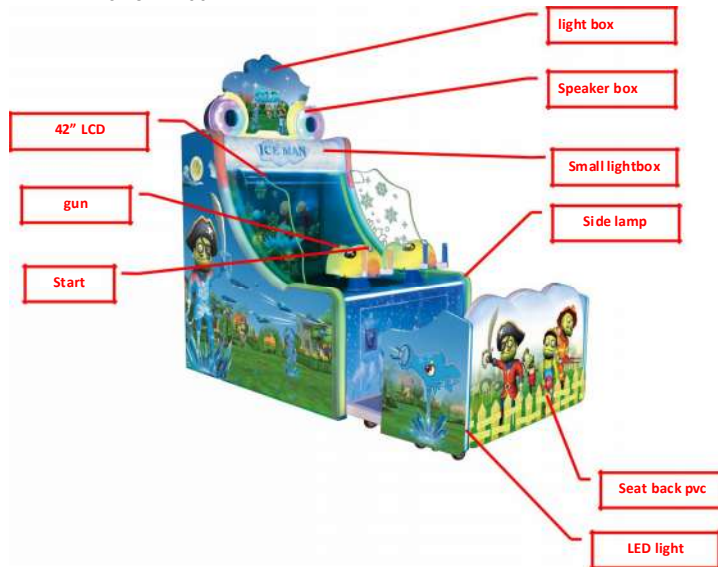 light box
Speaker box
42” LCD
ICE MAN
Small lightbox
gun
Side lamp
Start
Seat back pvc
LED light